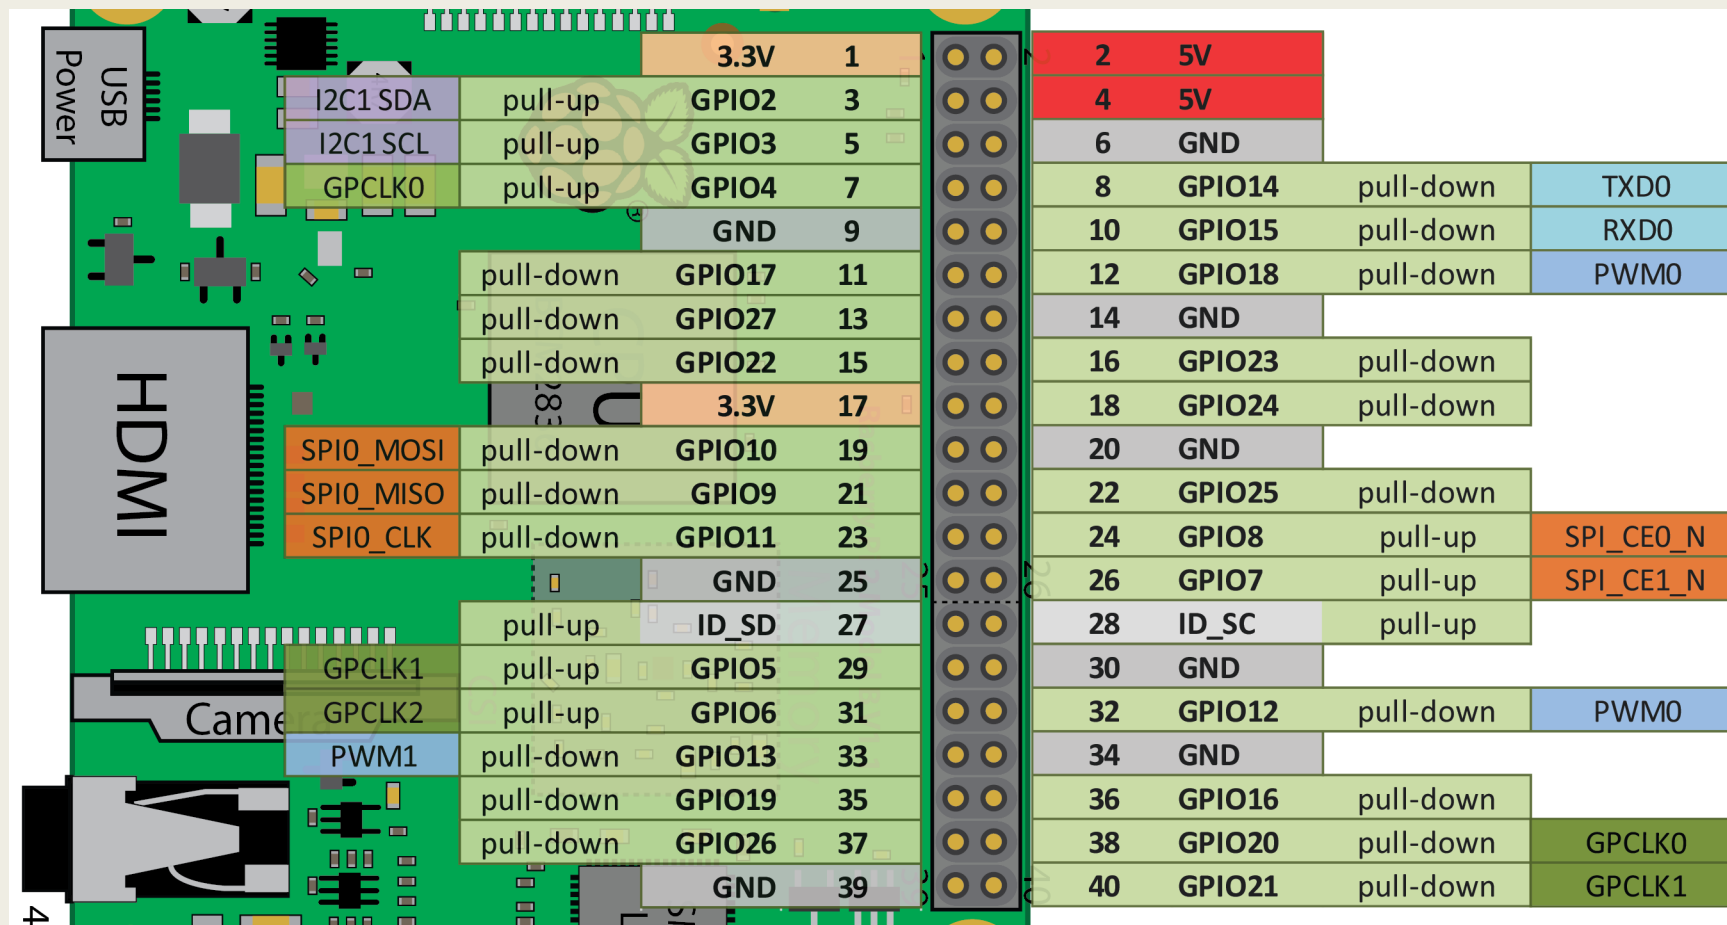 USB
Power
3.3V 1 2 5V
I2C1 SDA pull-up GPIO2 3 4 5V
I2C1 SCL pull-up GPIO3 5 6 GND
GPCLK0 pull-up GPIO4 7 8 GPIO14 pull-down TXD0
GND 9 10 GPIO15 pull-down RXD0
pull-down GPIO17 11 12 GPIO18 pull-down PWM0
pull-down GPIO27 13 14 GND
pull-down GPIO22 15 16 GPIO23 pull-down
3.3V 17 18 GPIO24 pull-down
HDMI
SPI0_MOSI pull-down GPIO10 19 20 GND
SPI0_MISO pull-down GPIO9 21 22 GPIO25 pull-down
SPI0_CLK pull-down GPIO11 23 24 GPIO8 pull-up SPI_CE0_N
GND 25 26 GPIO7 pull-up SPI_CE1_N
pull-up ID_SD 27 28 ID_SC pull-up
GPCLK1 pull-up GPIO5 29 30 GND
GPCLK2 pull-up GPIO6 31 32 GPIO12 pull-down PWM0
Camera
PWM1 pull-down GPIO13 33 34 GND
pull-down GPIO19 35 36 GPIO16 pull-down
pull-down GPIO26 37 38 GPIO20 pull-down GPCLK0
GND 39 40 GPIO21 pull-down GPCLK1
4